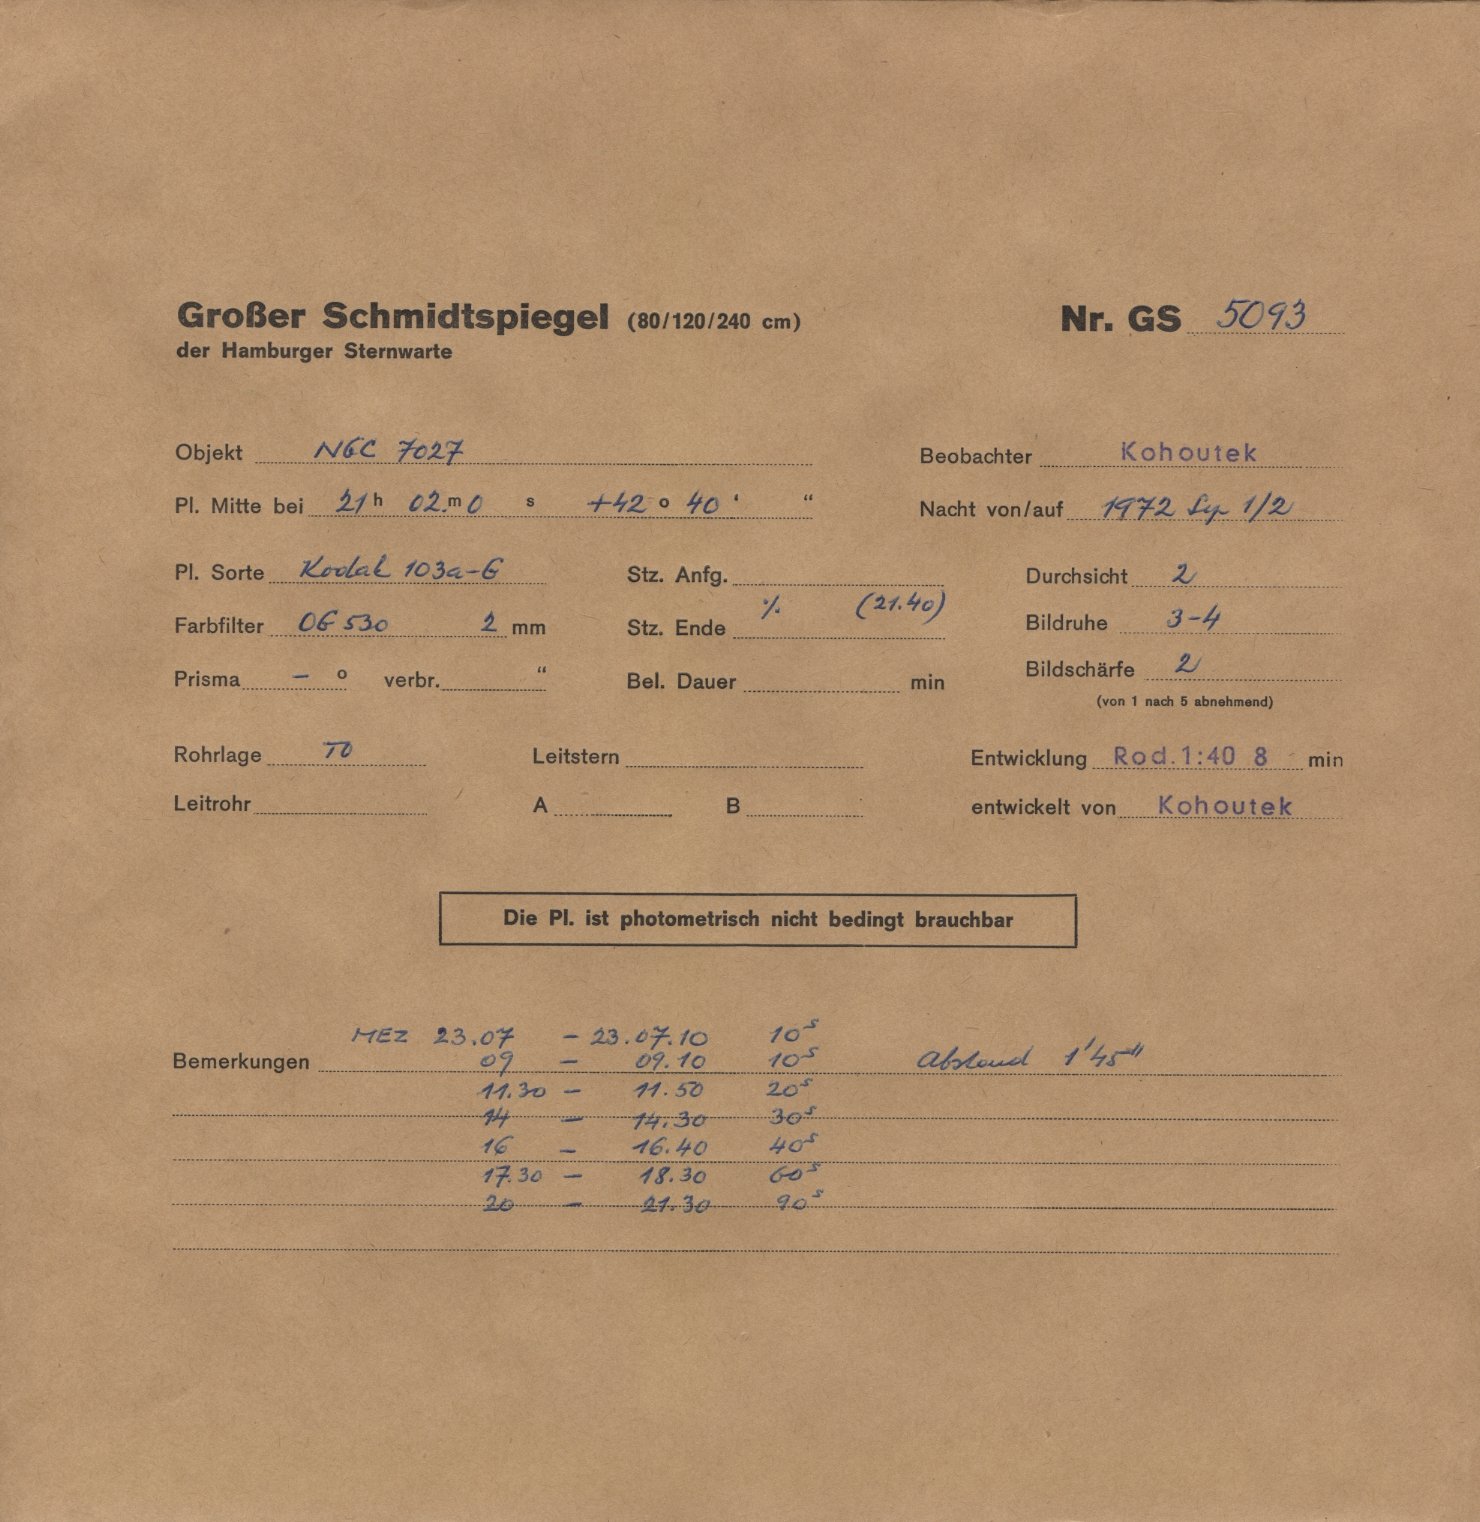 Großer Schmidtspiegel (80/120/240 cm) Nr. GS 5093
der Hamburger Sternwarte
Objekt NGC 7027 Beobachter Kohoutek
Pl. Mitte bei 21 h 02. m 0 s +42 o 40 ‘ “ Nacht von/auf 1972 Sep 1/2
Pl. Sorte Kodak 103a-G Stz. Anfg. Durchsicht 2
Farbfilter OG 530 2 mm Stz. Ende ·/. (21.40) Bildruhe 3-4
Prisma – o verbr. “ Bel. Dauer min Bildschärfe 2
(von 1 nach 5 abnehmend)
Rohrlage TO Leitstern Entwicklung Rod. 1:40 8 min
Leitrohr A B entwickelt von Kohoutek
Die Pl. ist photometrisch nicht bedingt brauchbar
MEZ 23.07 – 23.07.10 10s
Bemerkungen 09 – 09.10 10s Abstand 1'45"
11.30 – 11.50 20s
14 – 14.30 30s
16 – 16.40 40s
17.30 – 18.30 60s
20 – 21.30 90s